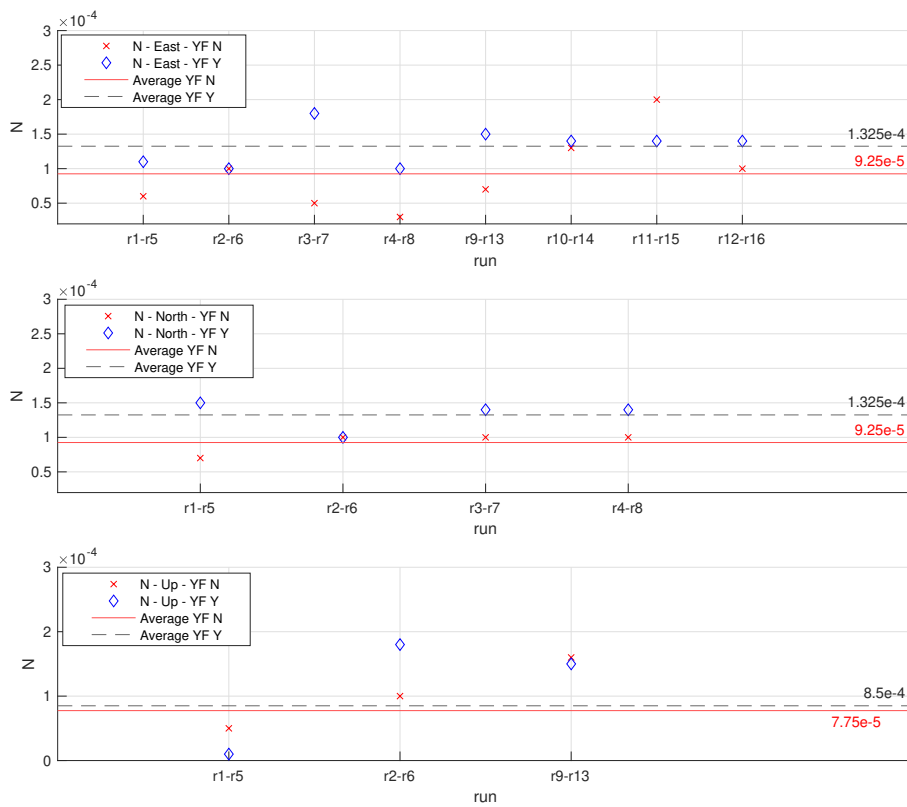 ×10-4
3
2.5
2
1.5
1
0.5
N
N - East - YF N
N - East - YF Y
Average YF N
Average YF Y
1.325e-4
9.25e-5
r1-r5 r2-r6 r3-r7 r4-r8 r9-r13 r10-r14 r11-r15 r12-r16
run
×10-4
3
2.5
2
1.5
1
0.5
N
N - North - YF N
N - North - YF Y
Average YF N
Average YF Y
1.325e-4
9.25e-5
r1-r5 r2-r6 r3-r7 r4-r8
run
×10-4
3
2
1
0
N
N - Up - YF N
N - Up - YF Y
Average YF N
Average YF Y
8.5e-4
7.75e-5
r1-r5 r2-r6 r9-r13
run